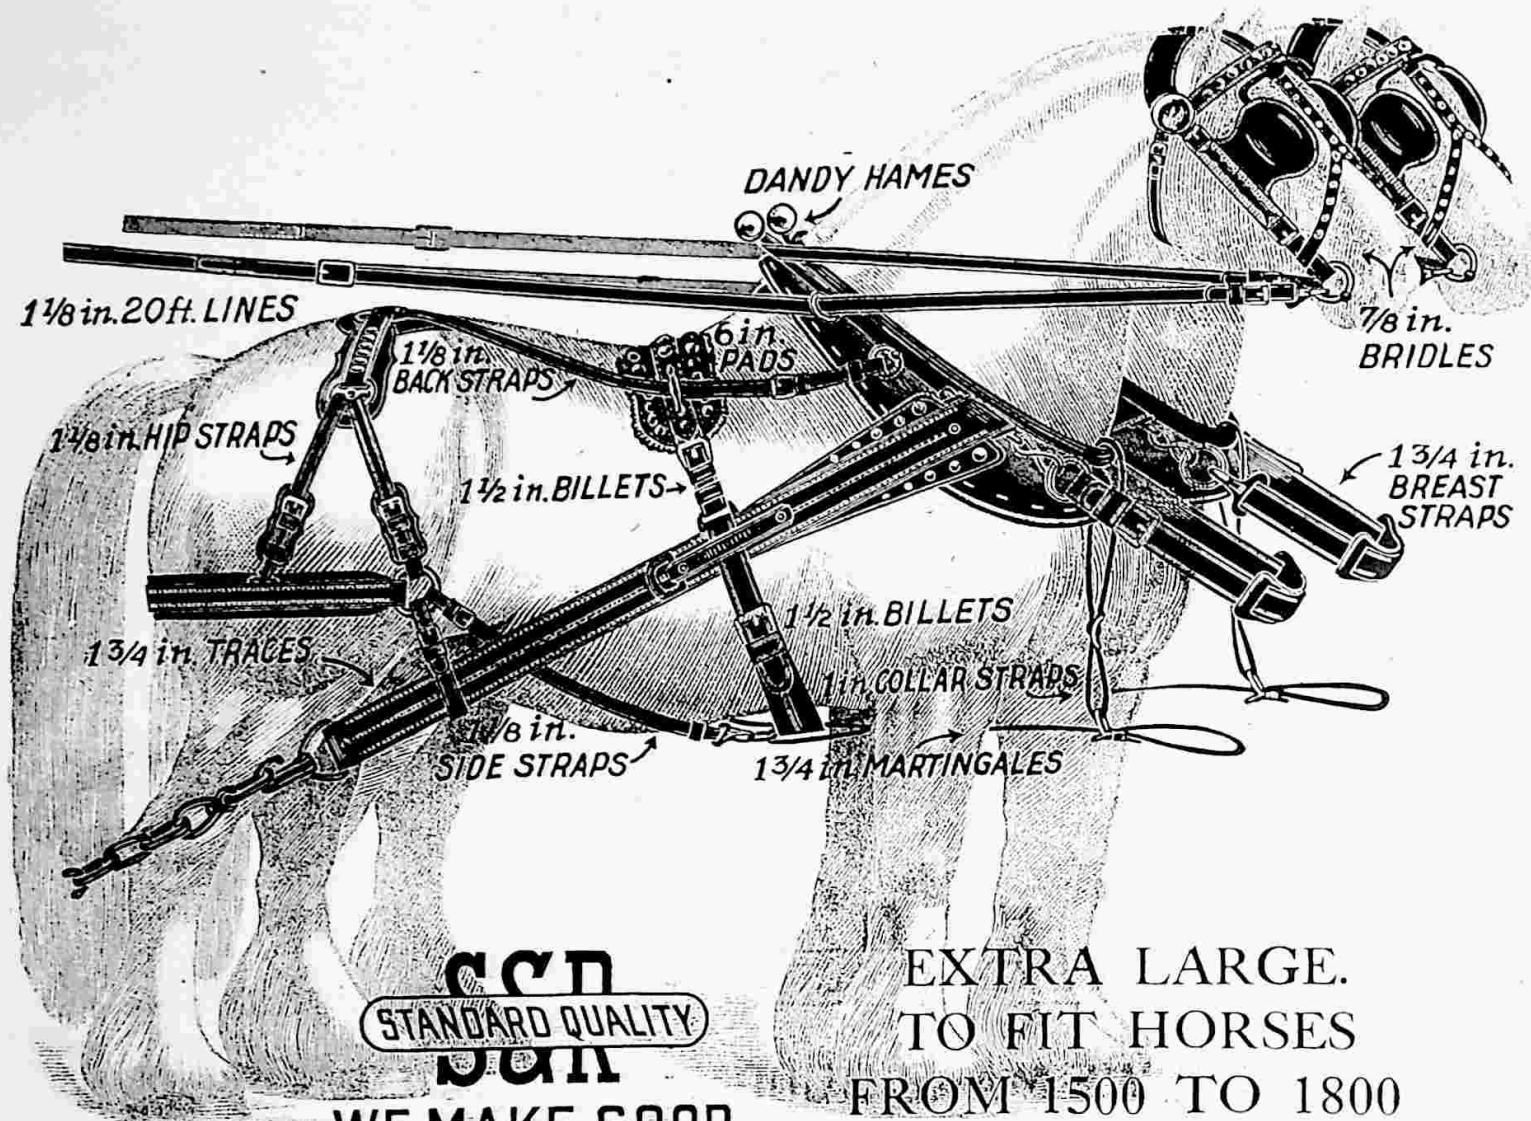 DANDY HAMES
1 1/8 in. 20 ft. LINES
6 in.
PADS
1 1/8 in.
BACK STRAPS
7/8 in.
BRIDLES
1 1/8 in. HIP STRAPS
1 1/2 in. BILLETS
1 3/4 in.
BREAST
STRAPS
1 1/2 in. BILLETS
1 3/4 in. TRACES
1 in. COLLAR STRAPS
1/8 in.
SIDE STRAPS
1 3/4 in. MARTINGALES
S&R
STANDARD QUALITY
WE MAKE GOOD
EXTRA LARGE.
TO FIT HORSES
FROM 1500 TO 1800